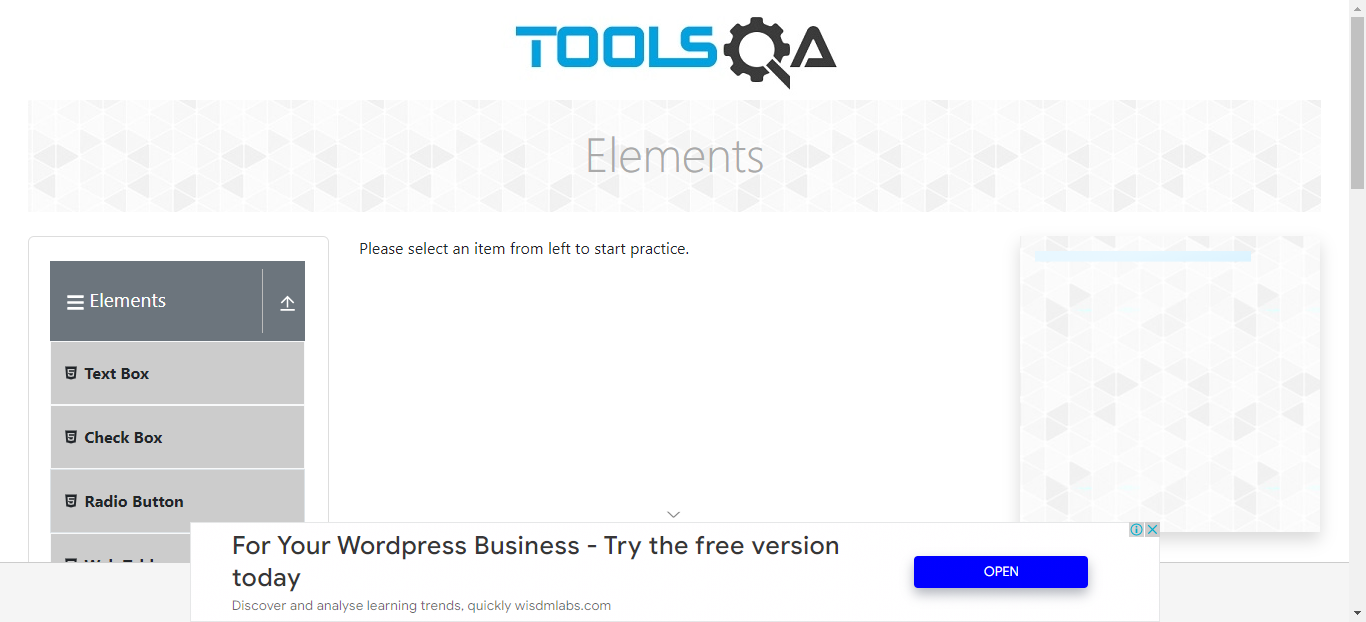 TOOLSQA
Elements
Please select an item from left to start practice.
Elements
Text Box
Check Box
Radio Button
For Your Wordpress Business - Try the free version
today
Discover and analyse learning trends, quickly wisdmlabs.com
OPEN